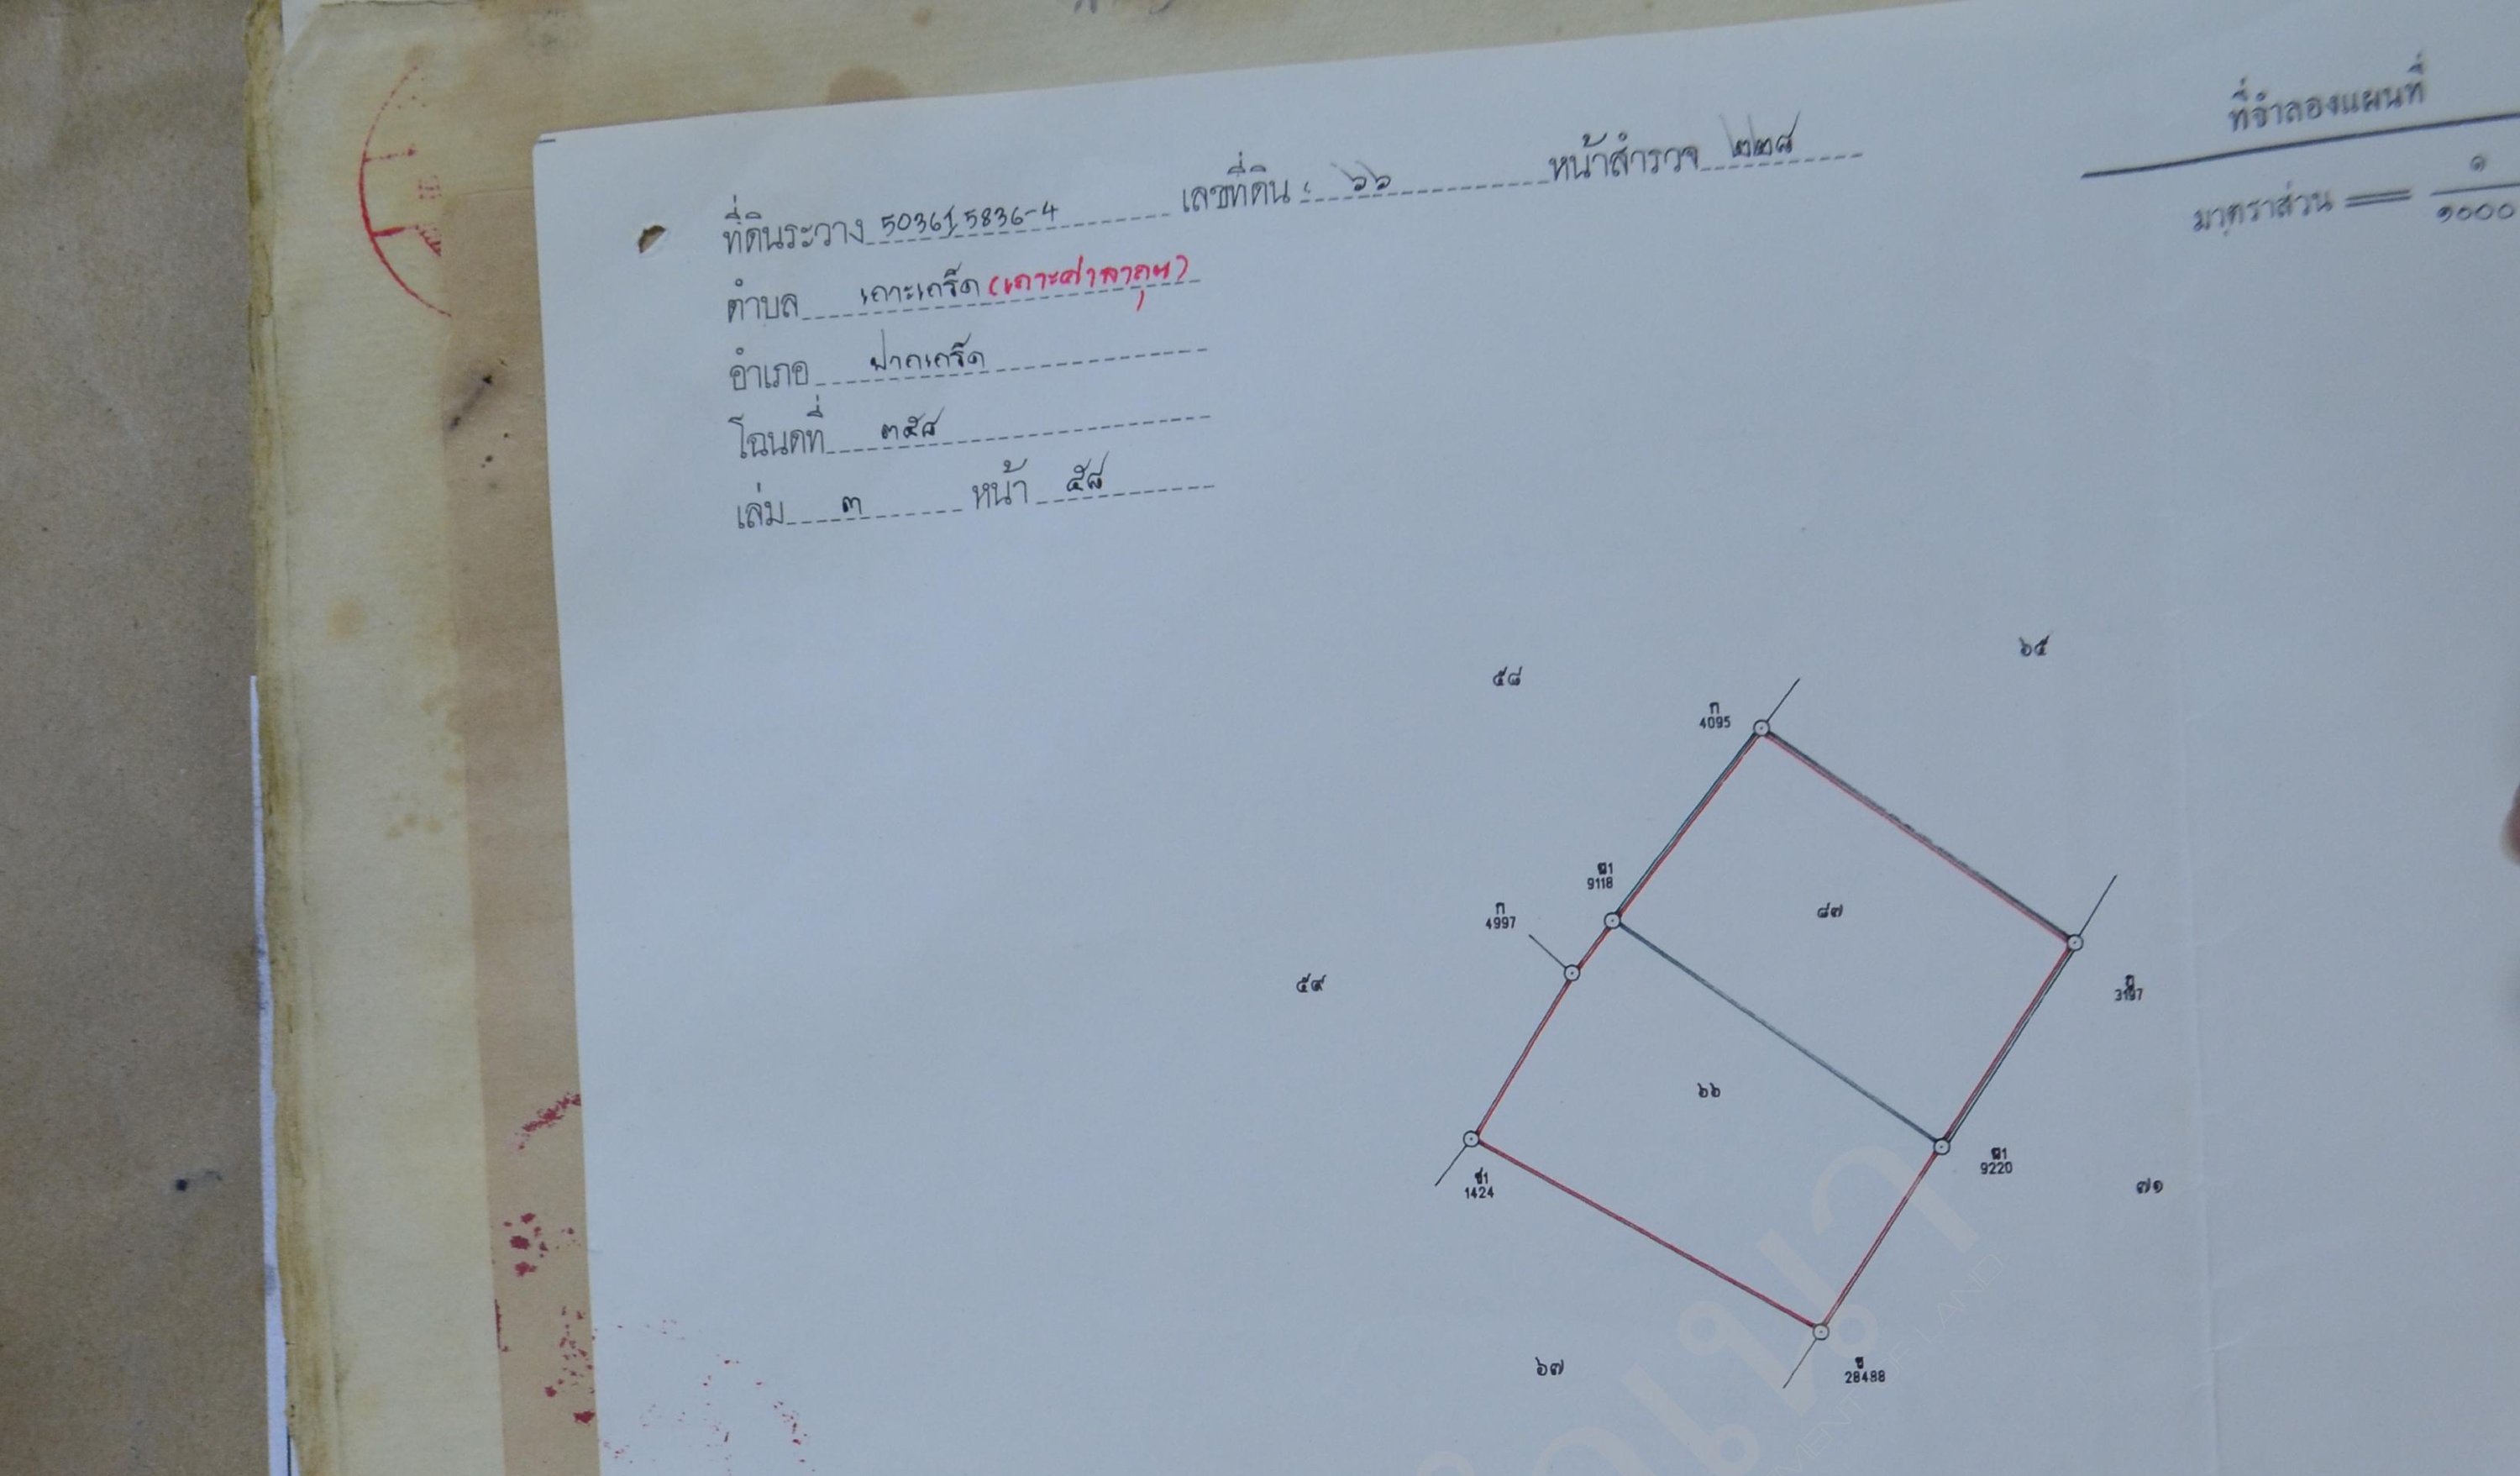 ที่จำลองแผนที่
มาตราส่วน = ๑/๑๐๐๐
ที่ดินระวาง 5036I,5836-4 เลขที่ดิน ๖๖ หน้าสำรวจ ๒๒๘
ตำบล เกาะเกร็ด (เกาะศาลากุน)
อำเภอ ปากเกร็ด
โฉนดที่ ๓๕๘
เล่ม ๓ หน้า ๕๘
๖๕
๕๘
ก
4095
ผ1
9118
ก
4997
๘๗
๕๙
๖๖
ผ1
9220
๗๑
ช1
1424
๖๗
ข
28488